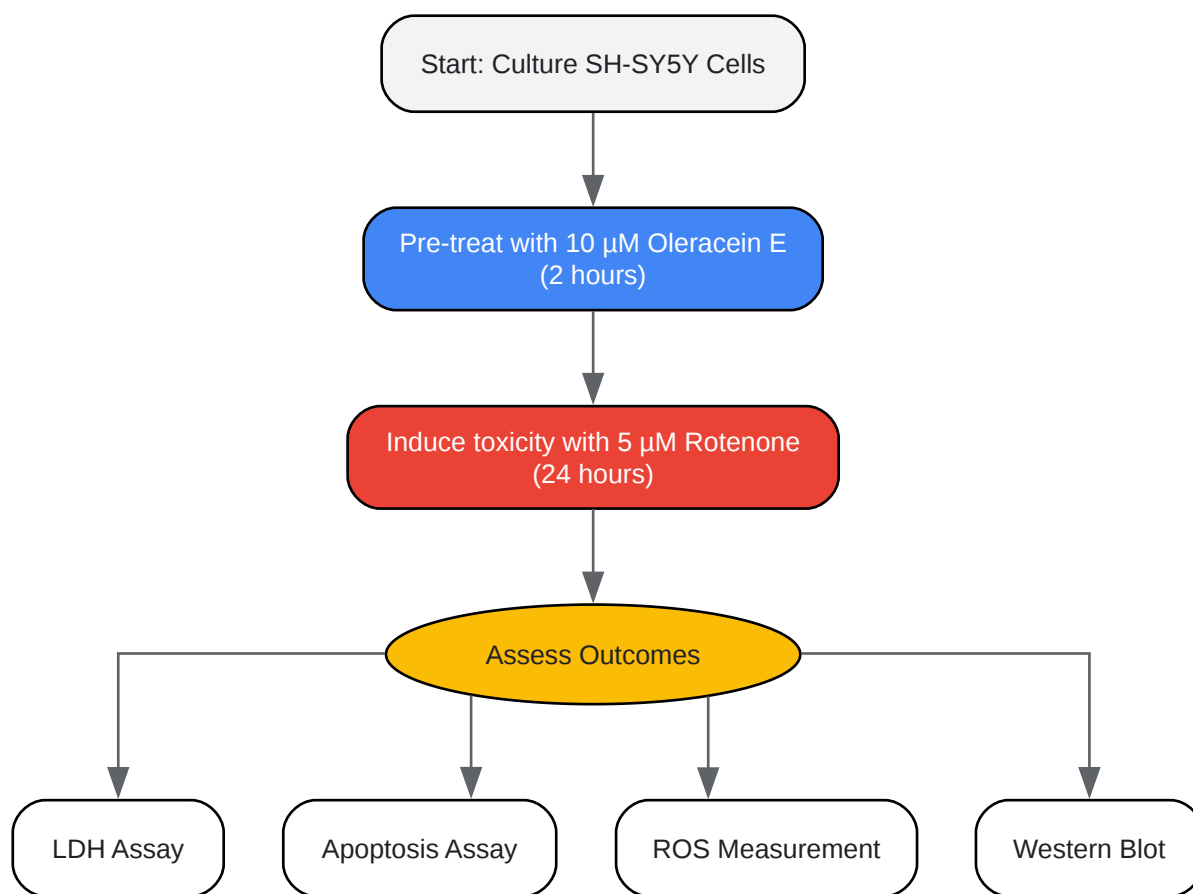 Start: Culture SH-SY5Y Cells
Pre-treat with 10 µM Oleracein E
(2 hours)
Induce toxicity with 5 µM Rotenone
(24 hours)
Assess Outcomes
LDH Assay
Apoptosis Assay
ROS Measurement
Western Blot